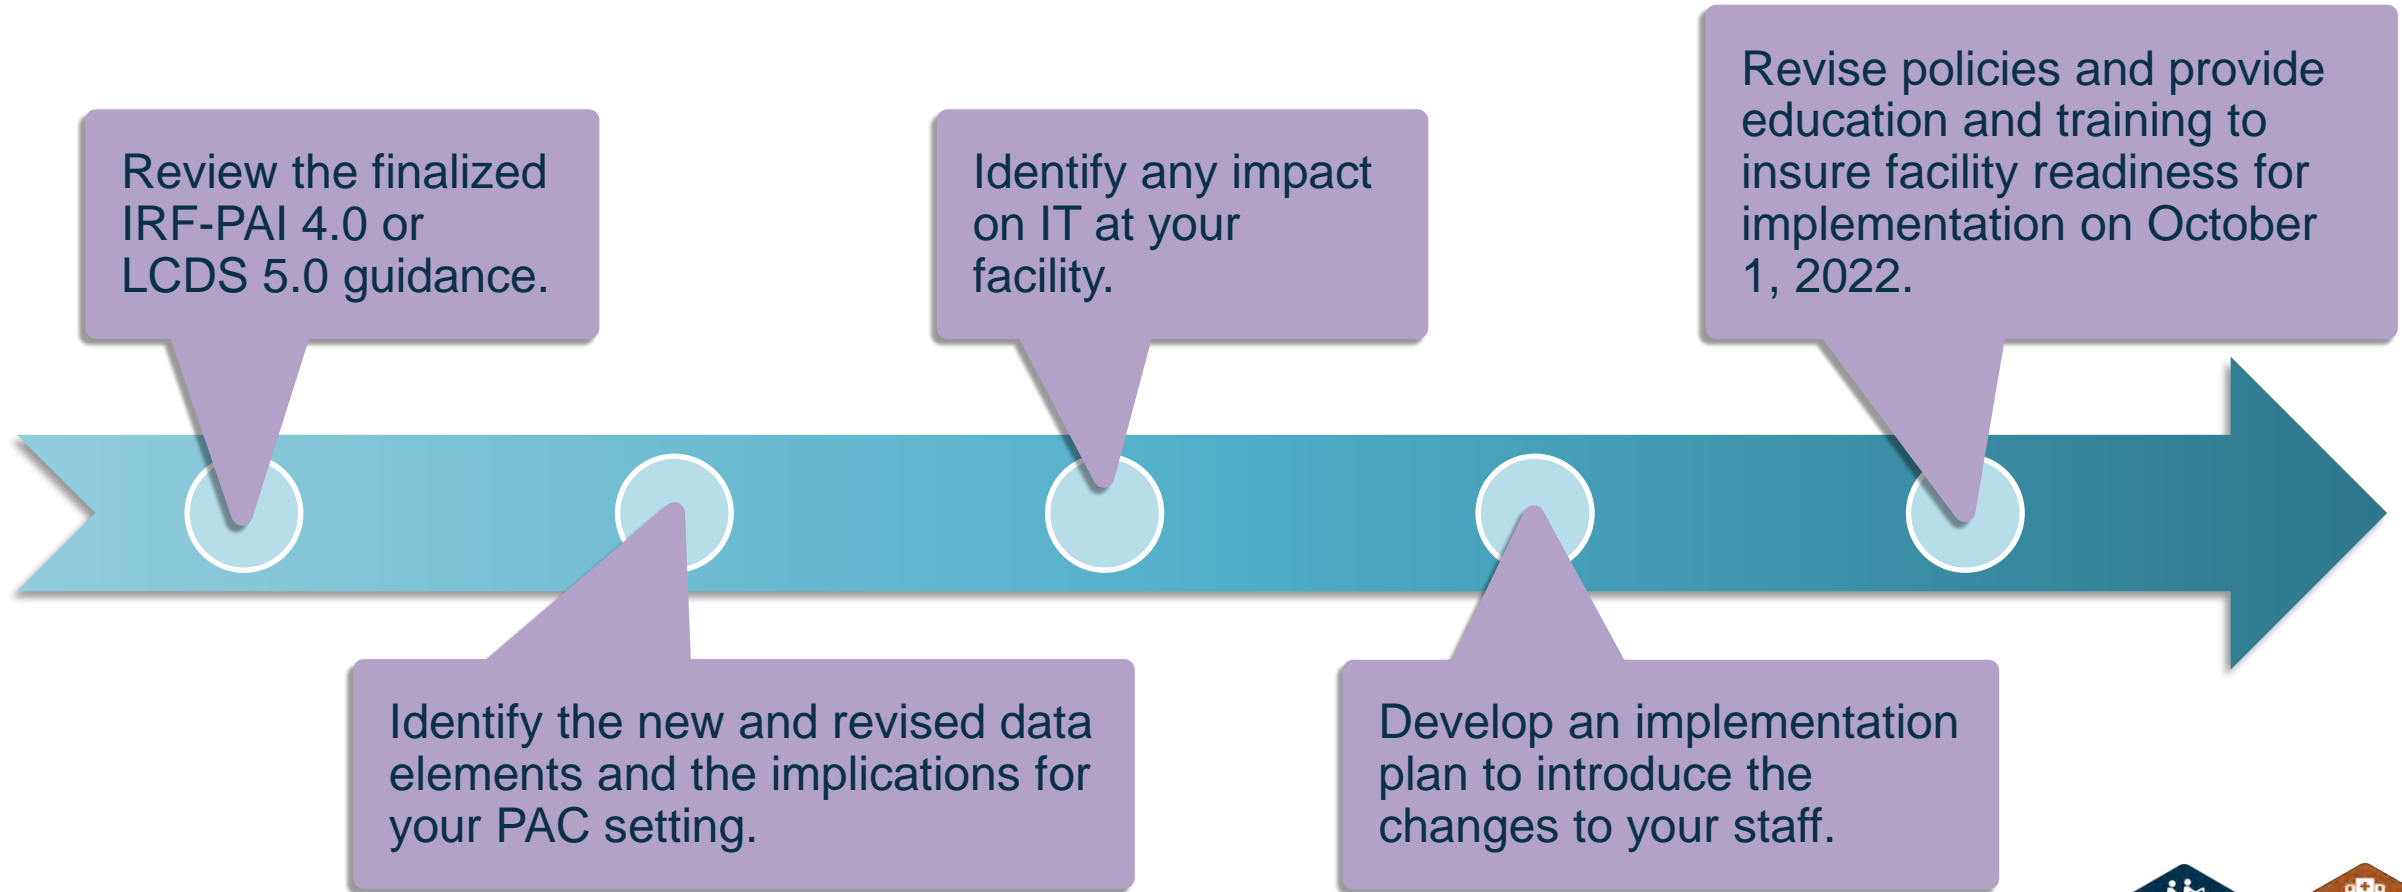 Review the finalized
IRF-PAI 4.0 or
LCDS 5.0 guidance.
Identify the new and revised data
elements and the implications for
your PAC setting.
Identify any impact
on IT at your
facility.
Develop an implementation
plan to introduce the
changes to your staff.
Revise policies and provide
education and training to
insure facility readiness for
implementation on October
1, 2022.